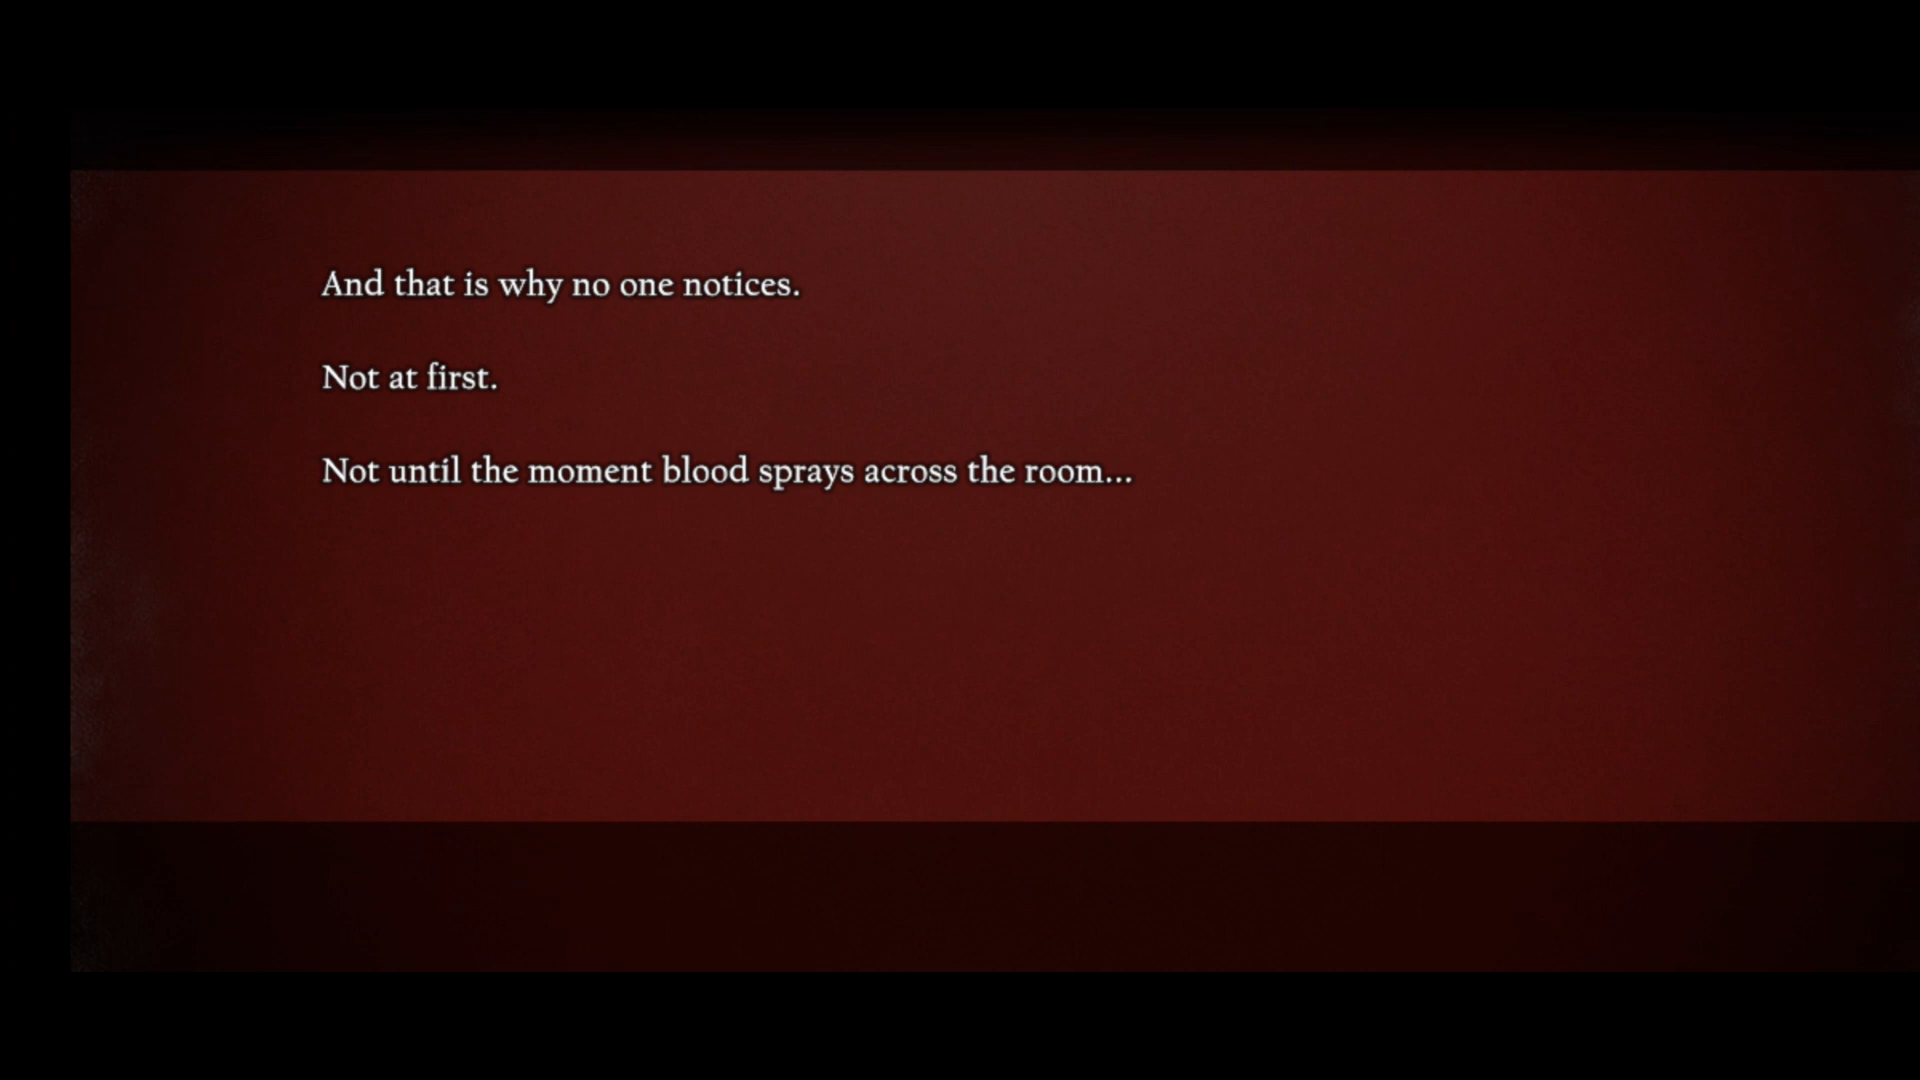 And that is why no one notices.
Not at first.
Not until the moment blood sprays across the room...